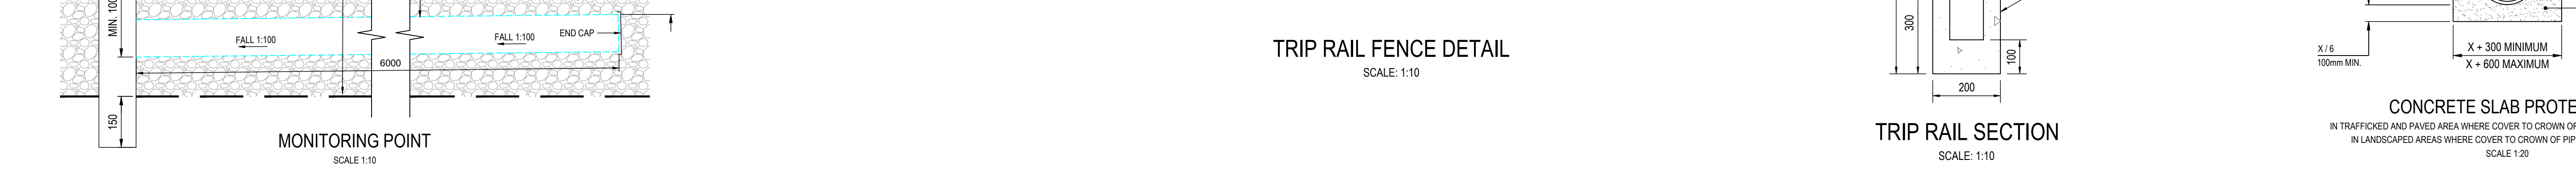 MIN. 100
FALL 1:100
FALL 1:100
END CAP
6000
150
MONITORING POINT
SCALE 1:10
TRIP RAIL FENCE DETAIL
SCALE: 1:10
300
100
200
TRIP RAIL SECTION
SCALE: 1:10
X / 6
100mm MIN.
X + 300 MINIMUM
X + 600 MAXIMUM
CONCRETE SLAB PROTE
IN TRAFFICKED AND PAVED AREA WHERE COVER TO CROWN OF
IN LANDSCAPED AREAS WHERE COVER TO CROWN OF PIP
SCALE 1:20